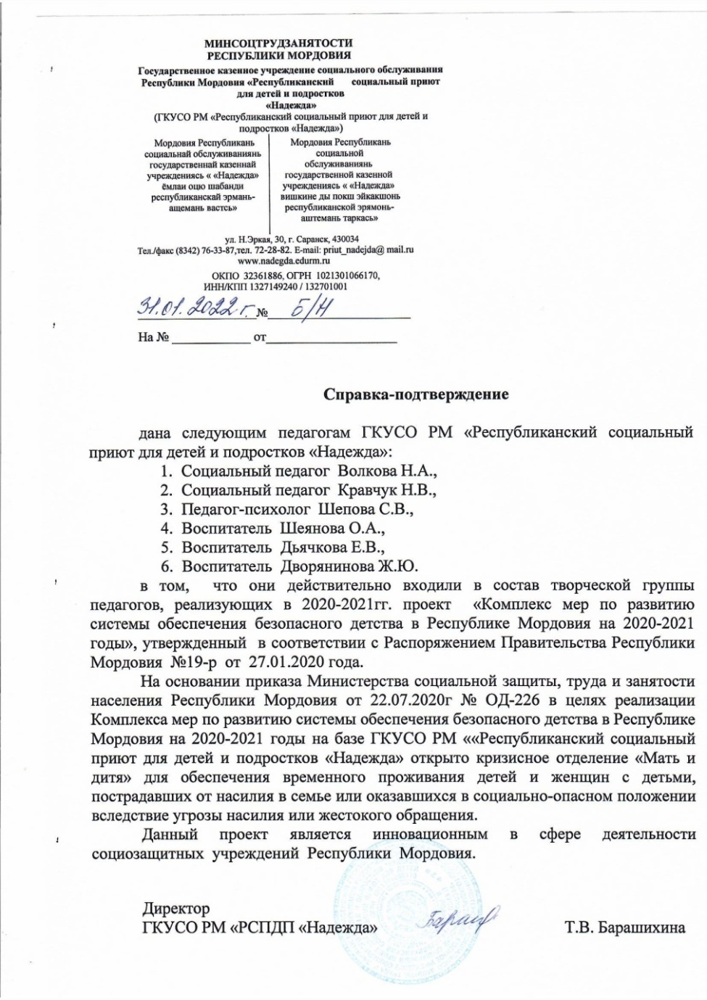 МИНСОЦТРУДЗАНЯТОСТИ
РЕСПУБЛИКИ МОРДОВИЯ
Государственное казенное учреждение социального обслуживания
Республики Мордовия «Республиканский социальный приют
для детей и подростков
«Надежда»
(ГКУСО РМ «Республиканский социальный приют для детей и
подростков «Надежда»)
Мордовия Республикань
социальнай обслуживаниянь
государственнай казеннай
учреждениясь « «Надежда»
ёмлаи оцю шабанди
республиканскай эрмань-
ащемань вастсь»
Мордовия Республикань
социальной
обслуживаниянь
государственной казенной
учреждениясь « «Надежда»
вишкине ды покш эйкакшонь
республиканской эрямонь-
аштемань таркась»
ул. Н.Эркая, 30, г. Саранск, 430034
Тел./факс (8342) 76-33-87,тел. 72-28-82. E-mail: priut_nadejda@ mail.ru
www.nadegda.edurm.ru
ОКПО 32361886, ОГРН 1021301066170,
ИНН/КПП 1327149240 / 132701001
31.01.2022 г. № Б/Н
На № ____________ от____________________
Справка-подтверждение
дана следующим педагогам ГКУСО РМ «Республиканский социальный
приют для детей и подростков «Надежда»:
1. Социальный педагог Волкова Н.А.,
2. Социальный педагог Кравчук Н.В.,
3. Педагог-психолог Шепова С.В.,
4. Воспитатель Шеянова О.А.,
5. Воспитатель Дьячкова Е.В.,
6. Воспитатель Дворянинова Ж.Ю.
в том, что они действительно входили в состав творческой группы
педагогов, реализующих в 2020-2021гг. проект «Комплекс мер по развитию
системы обеспечения безопасного детства в Республике Мордовия на 2020-2021
годы», утвержденный в соответствии с Распоряжением Правительства Республики
Мордовия №19-р от 27.01.2020 года.
На основании приказа Министерства социальной защиты, труда и занятости
населения Республики Мордовия от 22.07.2020г № ОД-226 в целях реализации
Комплекса мер по развитию системы обеспечения безопасного детства в Республике
Мордовия на 2020-2021 годы на базе ГКУСО РМ ««Республиканский социальный
приют для детей и подростков «Надежда» открыто кризисное отделение «Мать и
дитя» для обеспечения временного проживания детей и женщин с детьми,
пострадавших от насилия в семье или оказавшихся в социально-опасном положении
вследствие угрозы насилия или жестокого обращения.
Данный проект является инновационным в сфере деятельности
социозащитных учреждений Республики Мордовия.
Директор
ГКУСО РМ «РСПДП «Надежда» Т.В. Барашихина